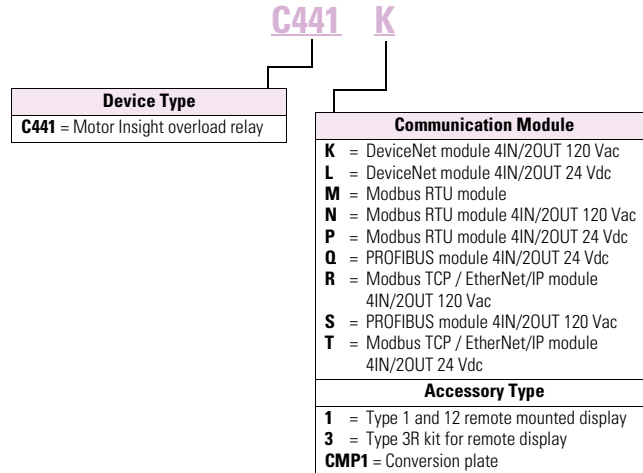 C441 K
Device Type
C441 = Motor Insight overload relay
Communication Module
K = DeviceNet module 4IN/2OUT 120 Vac
L = DeviceNet module 4IN/2OUT 24 Vdc
M = Modbus RTU module
N = Modbus RTU module 4IN/2OUT 120 Vac
P = Modbus RTU module 4IN/2OUT 24 Vdc
Q = PROFIBUS module 4IN/2OUT 24 Vdc
R = Modbus TCP / EtherNet/IP module
4IN/2OUT 120 Vac
S = PROFIBUS module 4IN/2OUT 120 Vac
T = Modbus TCP / EtherNet/IP module
4IN/2OUT 24 Vdc
Accessory Type
1 = Type 1 and 12 remote mounted display
3 = Type 3R kit for remote display
CMP1 = Conversion plate